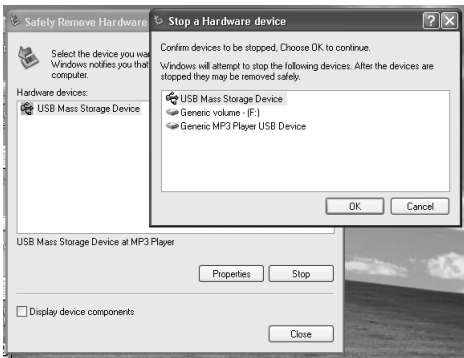 Safely Remove Hardware
Select the device you wa
Windows notifies you that
computer.
Hardware devices:
USB Mass Storage Device
USB Mass Storage Device at MP3 Player
Properties
Stop
Display device components
Close
Stop a Hardware device
Confirm devices to be stopped, Choose OK to continue.
Windows will attempt to stop the following devices. After the devices are
stopped they may be removed safely.
USB Mass Storage Device
Generic volume - (F:)
Generic MP3 Player USB Device
OK
Cancel